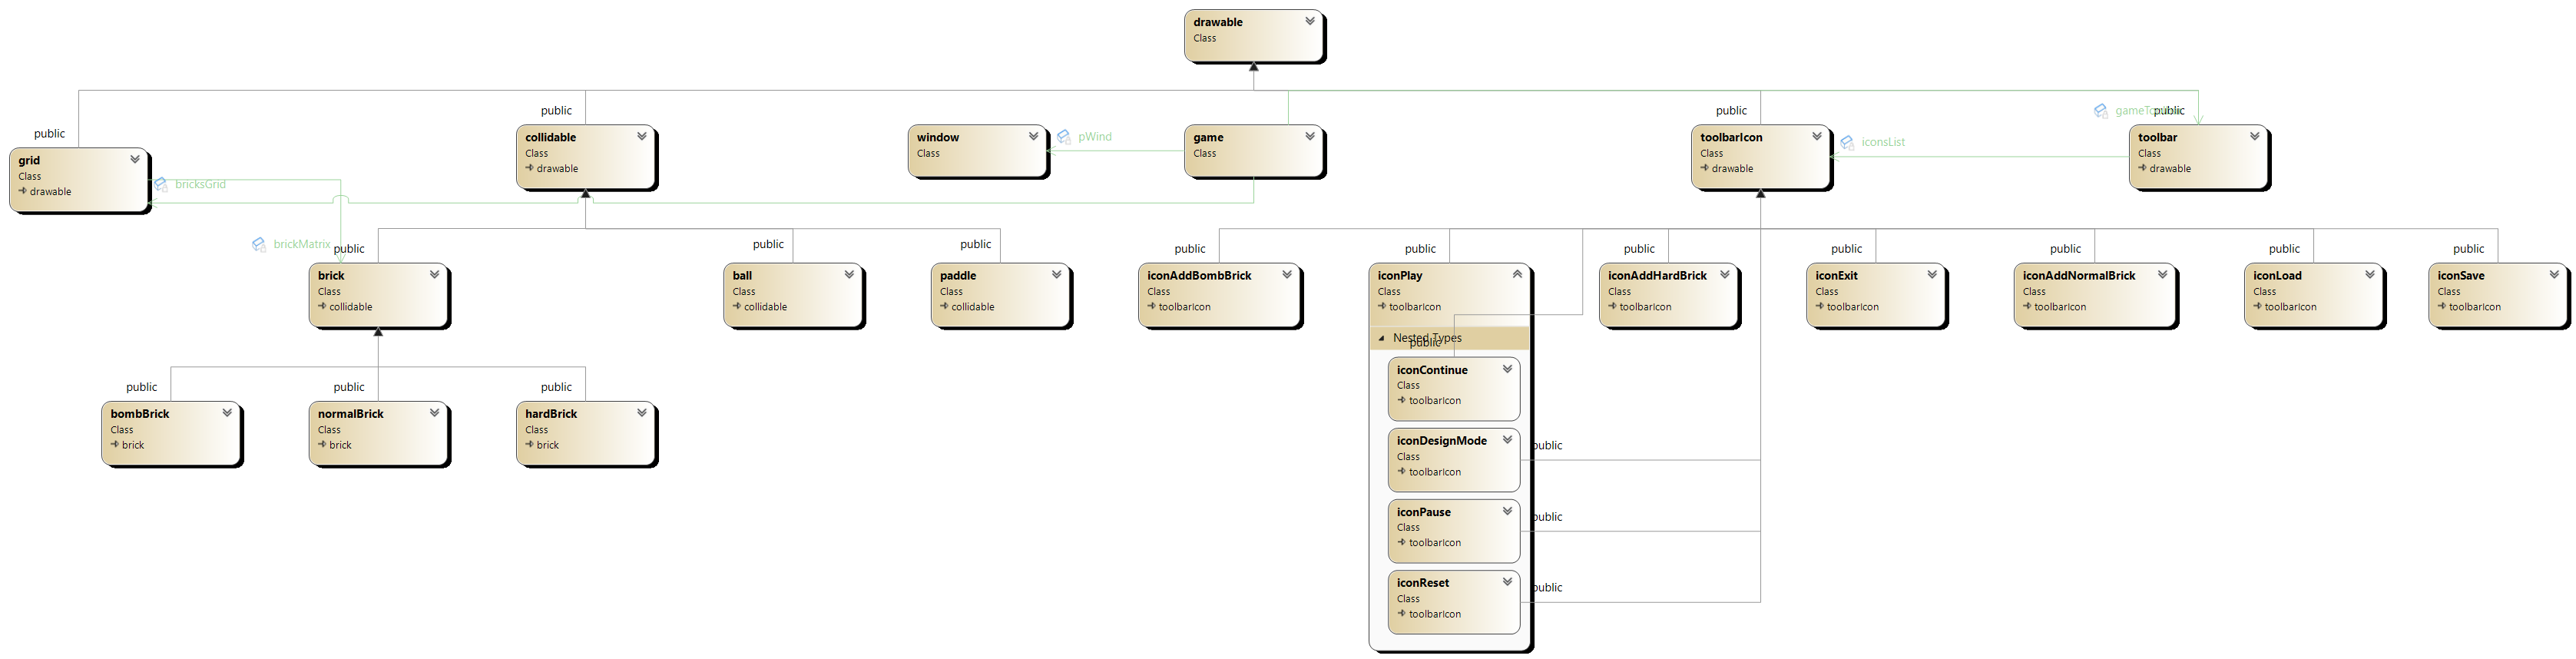 drawable
Class
public
grid
Class
drawable
bricksGrid
public
collidable
Class
drawable
window
Class
pWind
game
Class
public
toolbarIcon
Class
drawable
iconsList
public
toolbar
Class
drawable
brickMatrix
public
brick
Class
collidable
public
ball
Class
collidable
public
paddle
Class
collidable
public
iconAddBombBrick
Class
toolbarIcon
public
iconPlay
Class
toolbarIcon
Nested Types
public
iconContinue
Class
toolbarIcon
iconDesignMode
Class
toolbarIcon
public
iconPause
Class
toolbarIcon
public
iconReset
Class
toolbarIcon
public
public
iconAddHardBrick
Class
toolbarIcon
public
iconExit
Class
toolbarIcon
public
iconAddNormalBrick
Class
toolbarIcon
public
iconLoad
Class
toolbarIcon
public
iconSave
Class
toolbarIcon
public
bombBrick
Class
brick
public
normalBrick
Class
brick
public
hardBrick
Class
brick